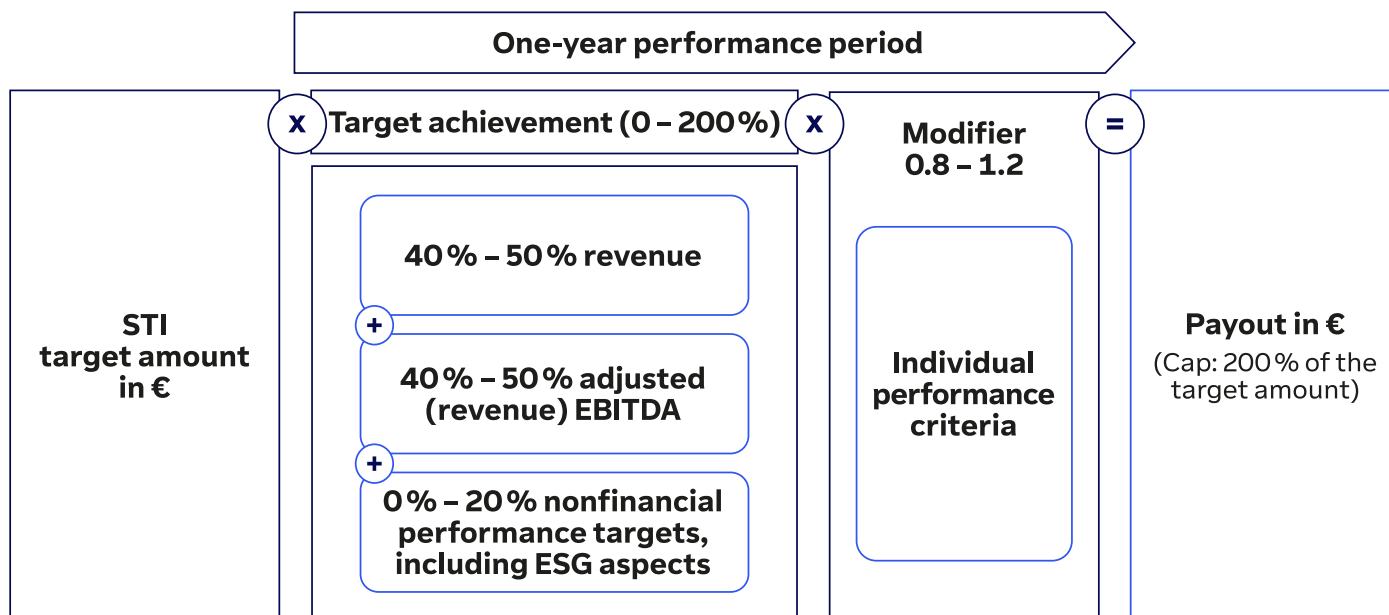 One-year performance period
STI
target amount
in €
x
Target achievement (0 – 200 %)
40 % – 50 % revenue
+
40 % – 50 % adjusted
(revenue) EBITDA
+
0 % – 20 % nonfinancial
performance targets,
including ESG aspects
x
Modifier
0.8 – 1.2
Individual
performance
criteria
=
Payout in €
(Cap: 200 % of the
target amount)